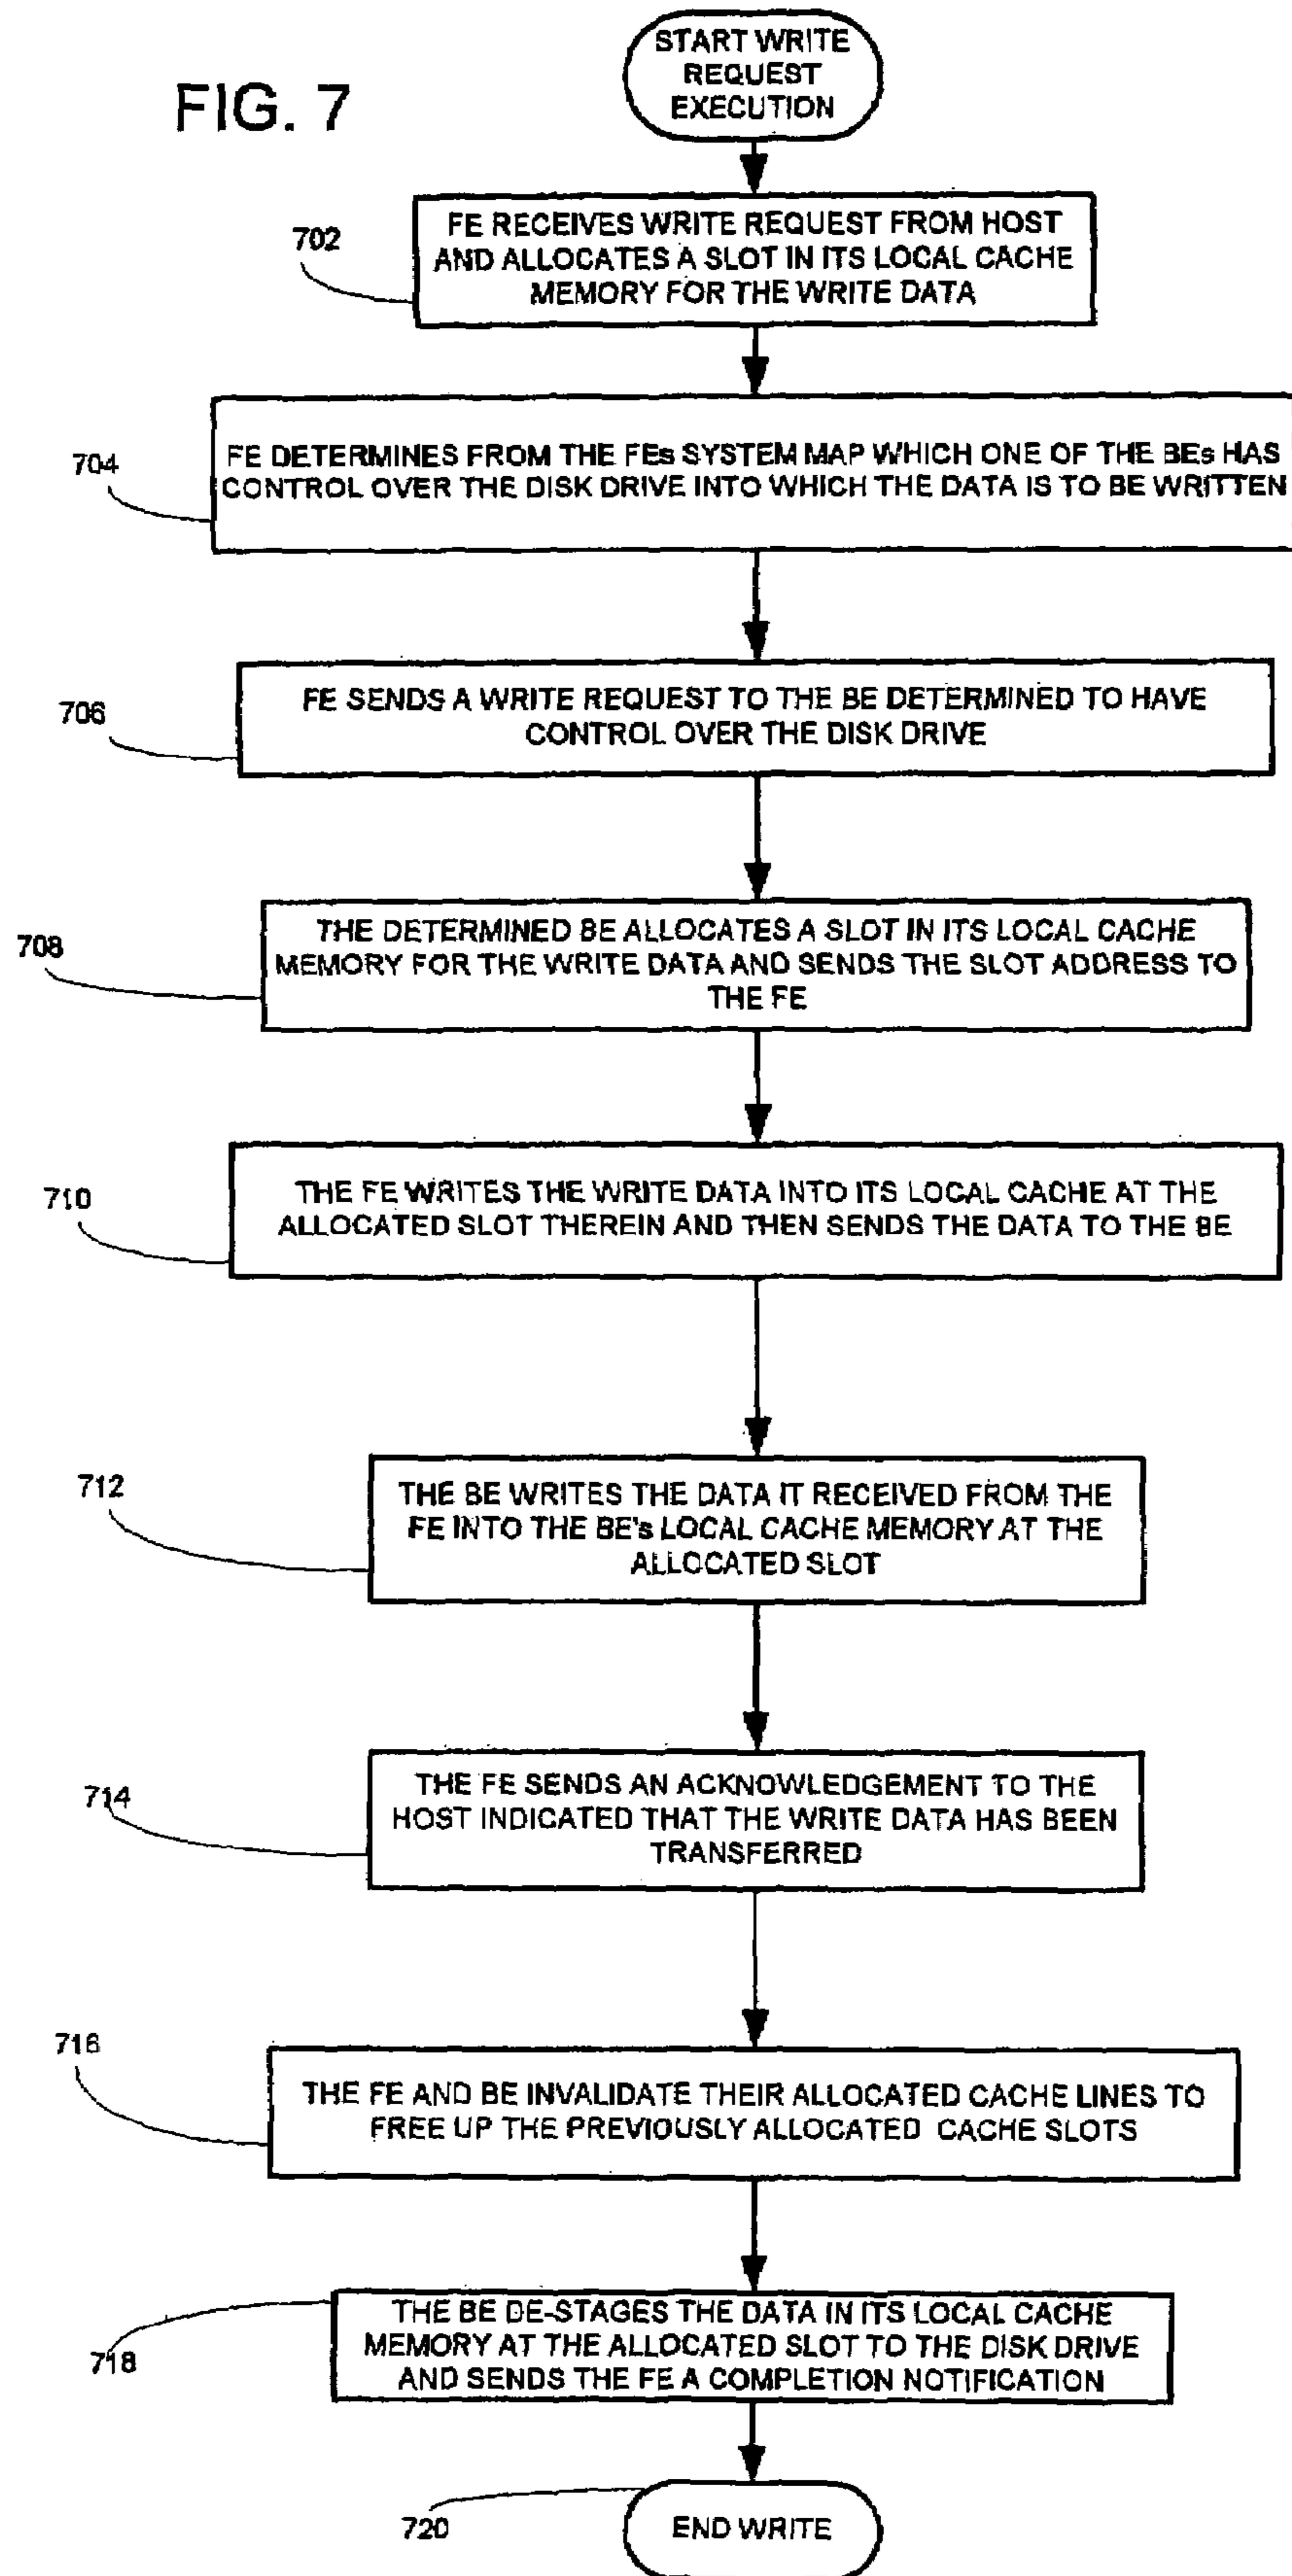 FIG. 7
START WRITE
REQUEST
EXECUTION
702
FE RECEIVES WRITE REQUEST FROM HOST
AND ALLOCATES A SLOT IN ITS LOCAL CACHE
MEMORY FOR THE WRITE DATA
704
FE DETERMINES FROM THE FEs SYSTEM MAP WHICH ONE OF THE BEs HAS
CONTROL OVER THE DISK DRIVE INTO WHICH THE DATA IS TO BE WRITTEN
706
FE SENDS A WRITE REQUEST TO THE BE DETERMINED TO HAVE
CONTROL OVER THE DISK DRIVE
708
THE DETERMINED BE ALLOCATES A SLOT IN ITS LOCAL CACHE
MEMORY FOR THE WRITE DATA AND SENDS THE SLOT ADDRESS TO
THE FE
710
THE FE WRITES THE WRITE DATA INTO ITS LOCAL CACHE AT THE
ALLOCATED SLOT THEREIN AND THEN SENDS THE DATA TO THE BE
712
THE BE WRITES THE DATA IT RECEIVED FROM THE
FE INTO THE BE's LOCAL CACHE MEMORY AT THE
ALLOCATED SLOT
714
THE FE SENDS AN ACKNOWLEDGEMENT TO THE
HOST INDICATED THAT THE WRITE DATA HAS BEEN
TRANSFERRED
716
THE FE AND BE INVALIDATE THEIR ALLOCATED CACHE LINES TO
FREE UP THE PREVIOUSLY ALLOCATED CACHE SLOTS
718
THE BE DE-STAGES THE DATA IN ITS LOCAL CACHE
MEMORY AT THE ALLOCATED SLOT TO THE DISK DRIVE
AND SENDS THE FE A COMPLETION NOTIFICATION
720
END WRITE